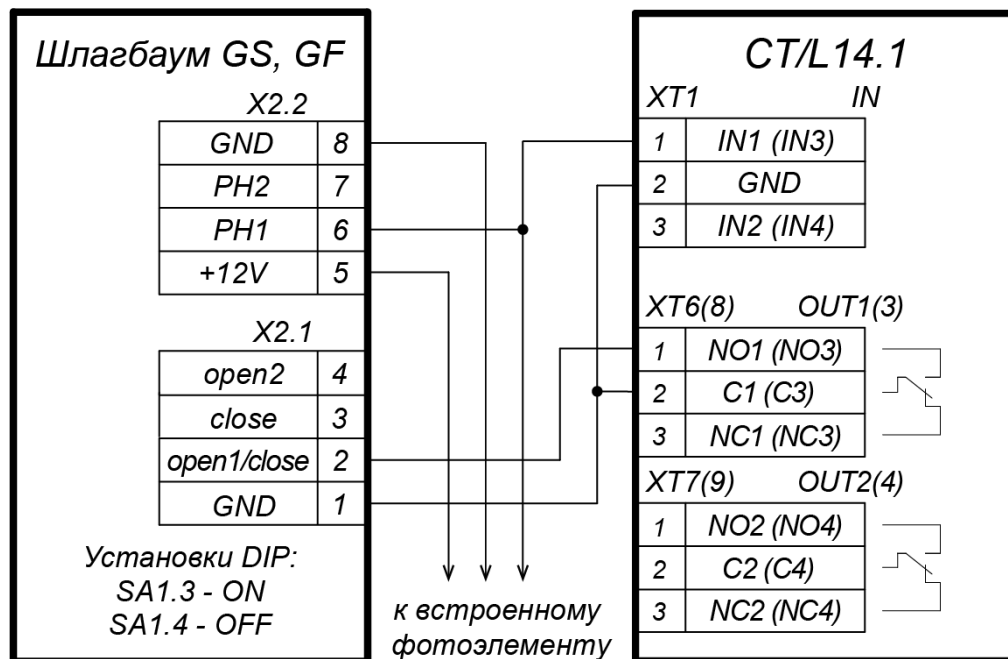 Шлагбаум GS, GF
X2.2
GND 8
PH2 7
PH1 6
+12V 5
X2.1
open2 4
close 3
open1/close 2
GND 1
Установки DIP:
SA1.3 - ON
SA1.4 - OFF
к встроенному
фотоэлементу
CT/L14.1
XT1 IN
1 IN1 (IN3)
2 GND
3 IN2 (IN4)
XT6(8) OUT1(3)
1 NO1 (NO3)
2 C1 (C3)
3 NC1 (NC3)
XT7(9) OUT2(4)
1 NO2 (NO4)
2 C2 (C4)
3 NC2 (NC4)